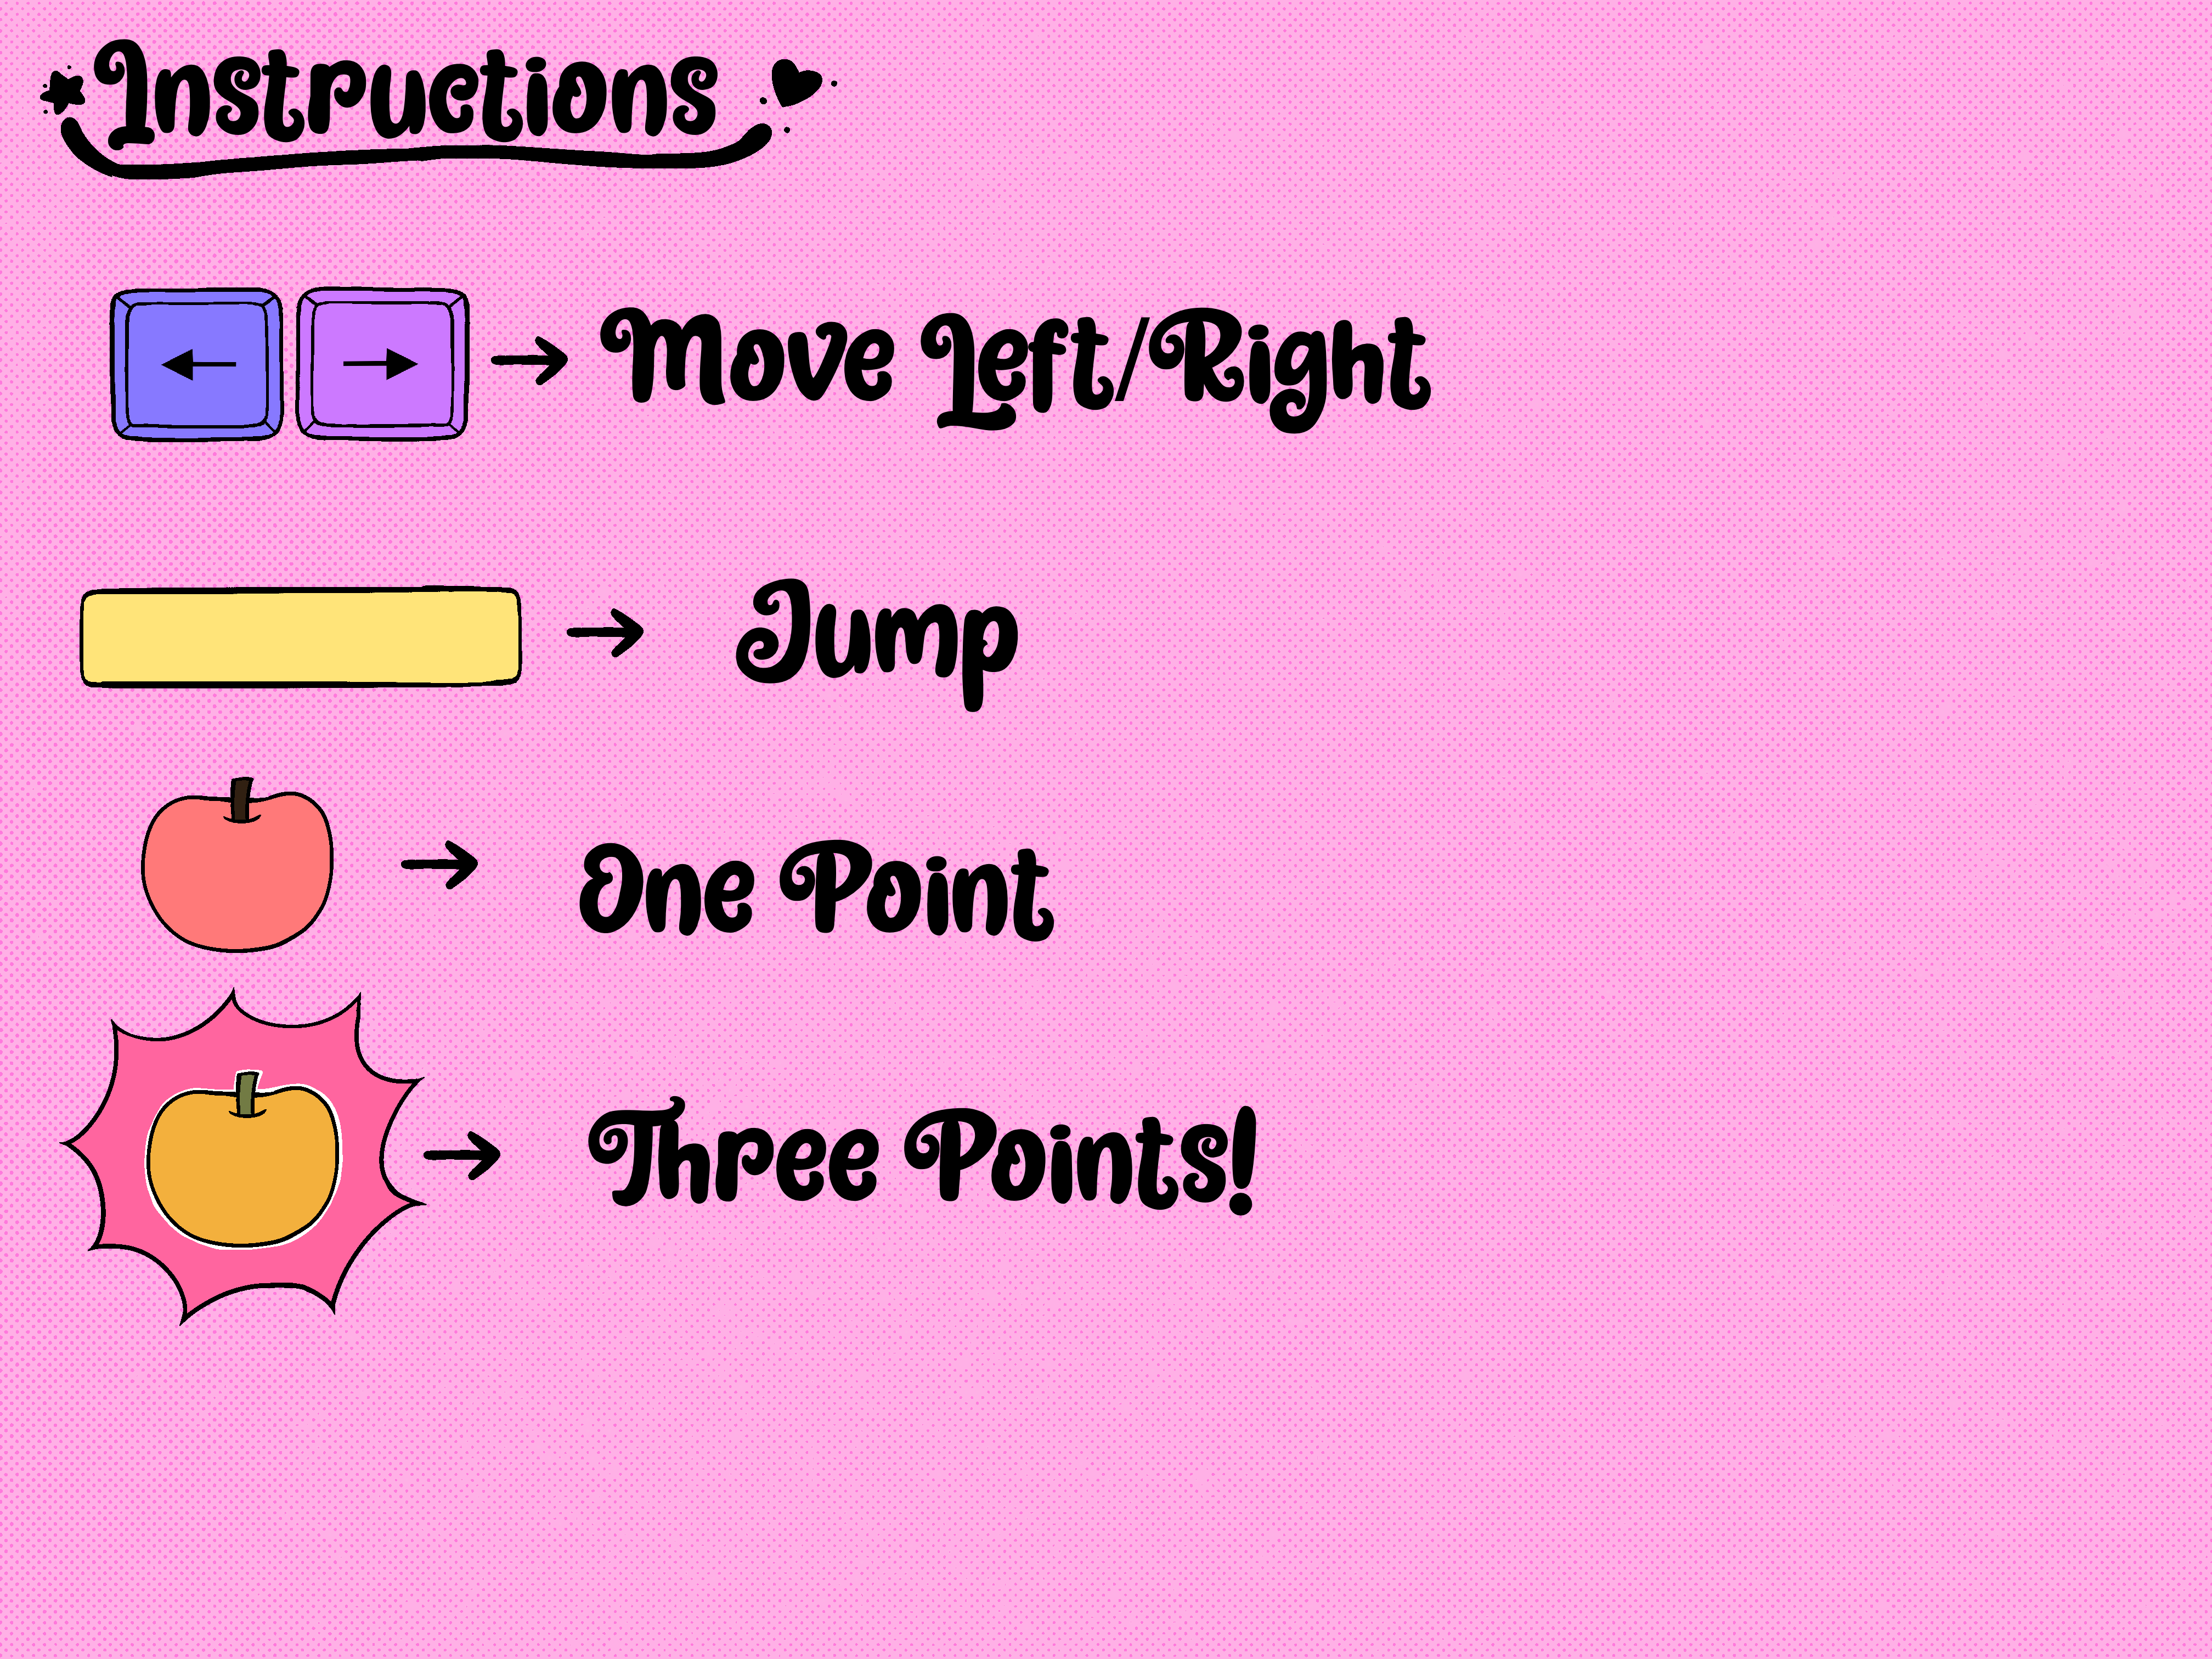 Instructions
Move Left/Right
Jump
One Point
Three Points!